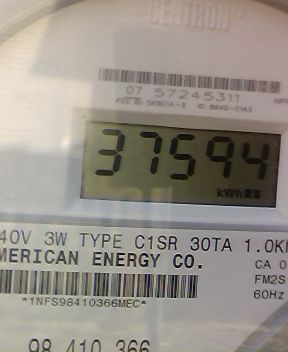 CENTRON®
07 57245311
37594
kWh
40V 3W TYPE C1SR 30TA 1.0K
MERICAN ENERGY CO.
CA 0
FM2S
*1NFS98410366MEC*
60Hz
98 410 366